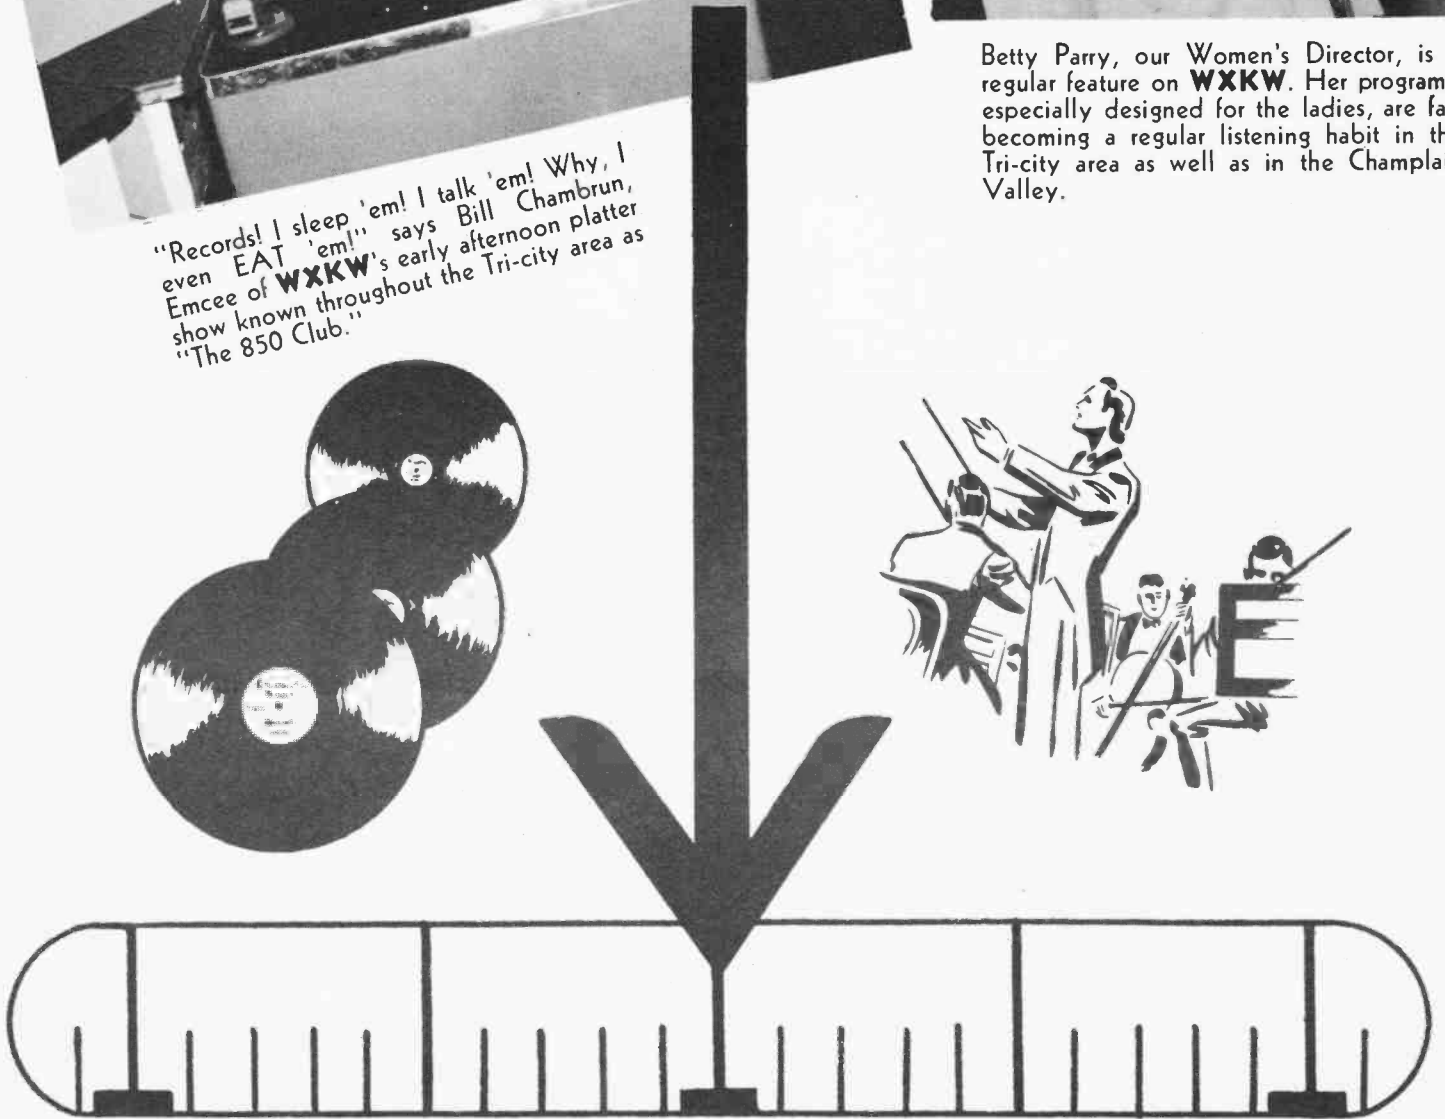 "Records! I sleep 'em! I talk 'em! Why, I
even EAT 'em!" says Bill Chambrun,
Emcee of WXKW's early afternoon platter
show known throughout the Tri-city area as
"The 850 Club."
Betty Parry, our Women's Director, is
regular feature on WXKW. Her program
especially designed for the ladies, are fa
becoming a regular listening habit in th
Tri-city area as well as in the Champlai
Valley.
E